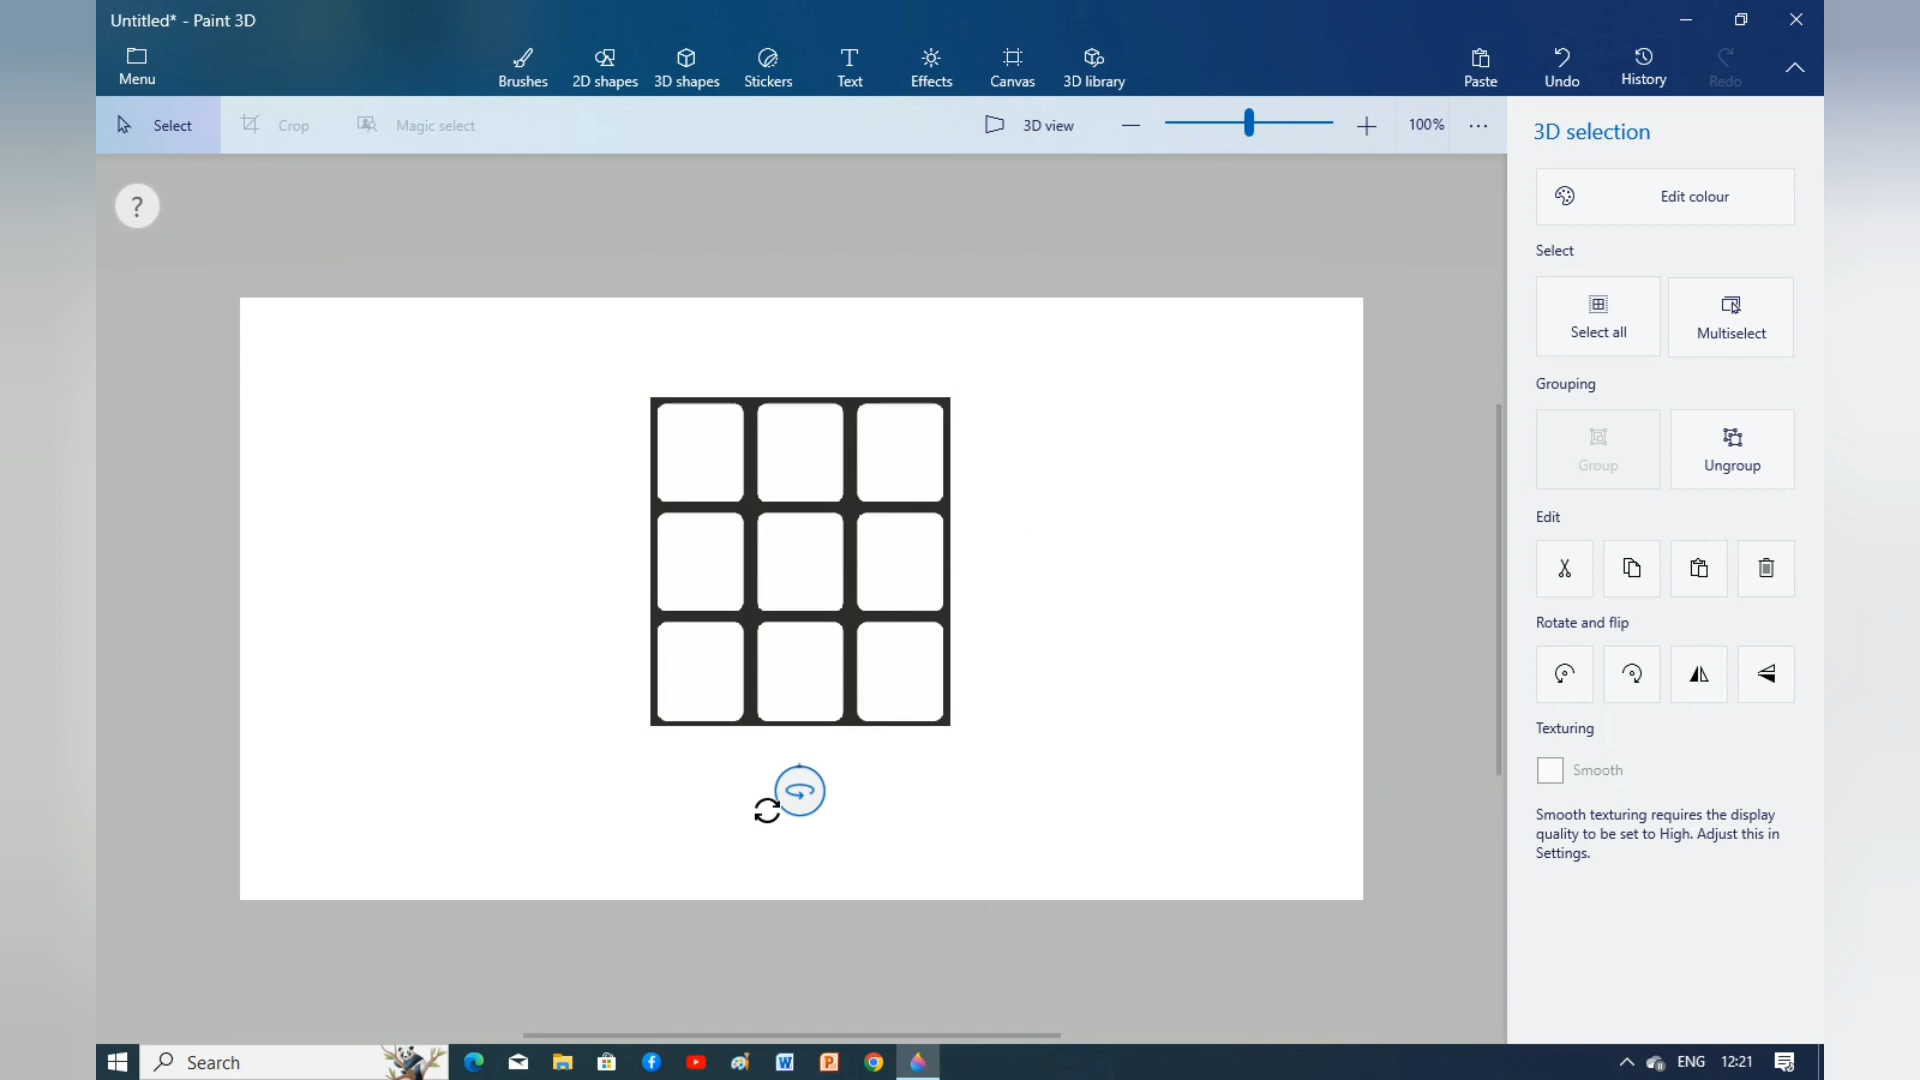 Untitled* - Paint 3D
Menu
Brushes
2D shapes
3D shapes
Stickers
Text
Effects
Canvas
3D library
Paste
Undo
History
Redo
Select
Crop
Magic select
3D view
100%
3D selection
Edit colour
Select
Select all
Multiselect
Grouping
Group
Ungroup
Edit
Rotate and flip
Texturing
Smooth
Smooth texturing requires the display
quality to be set to High. Adjust this in
Settings.
?
Search
ENG
12:21